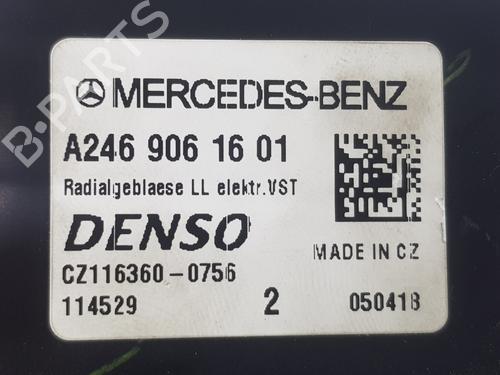 MERCEDES-BENZ
A246 906 16 01
Radialgeblaese LL elektr.VST
DENSO
MADE IN CZ
CZ116360-0756
114529 2 050418
B-PARTS